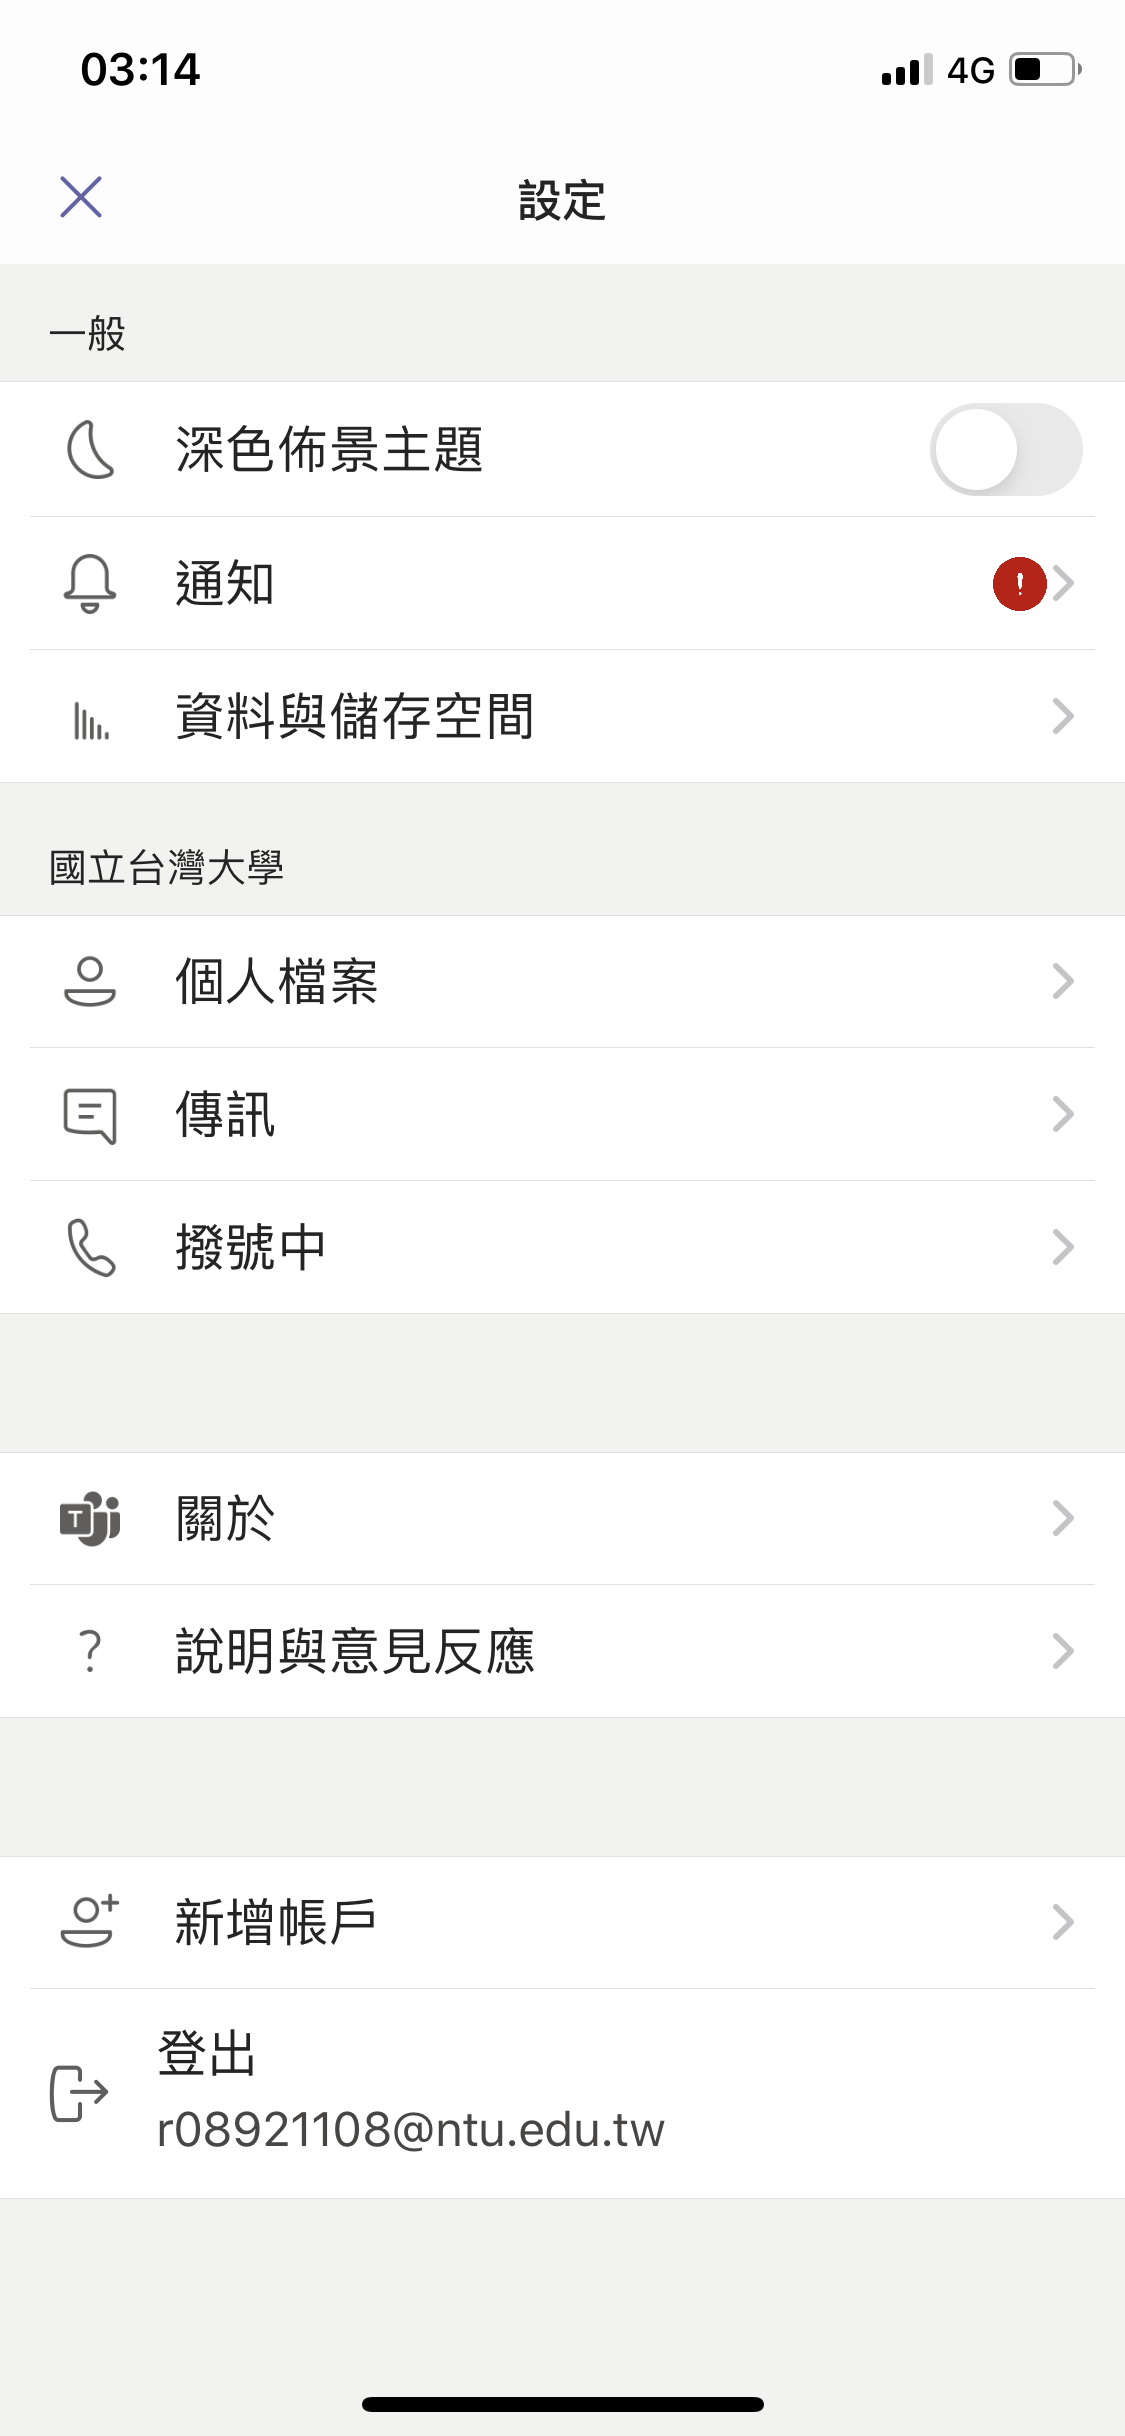 03:14
4G
設定
一般
深色佈景主題
通知
資料與儲存空間
國立台灣大學
個人檔案
傳訊
撥號中
關於
說明與意見反應
新增帳戶
登出
r08921108@ntu.edu.tw